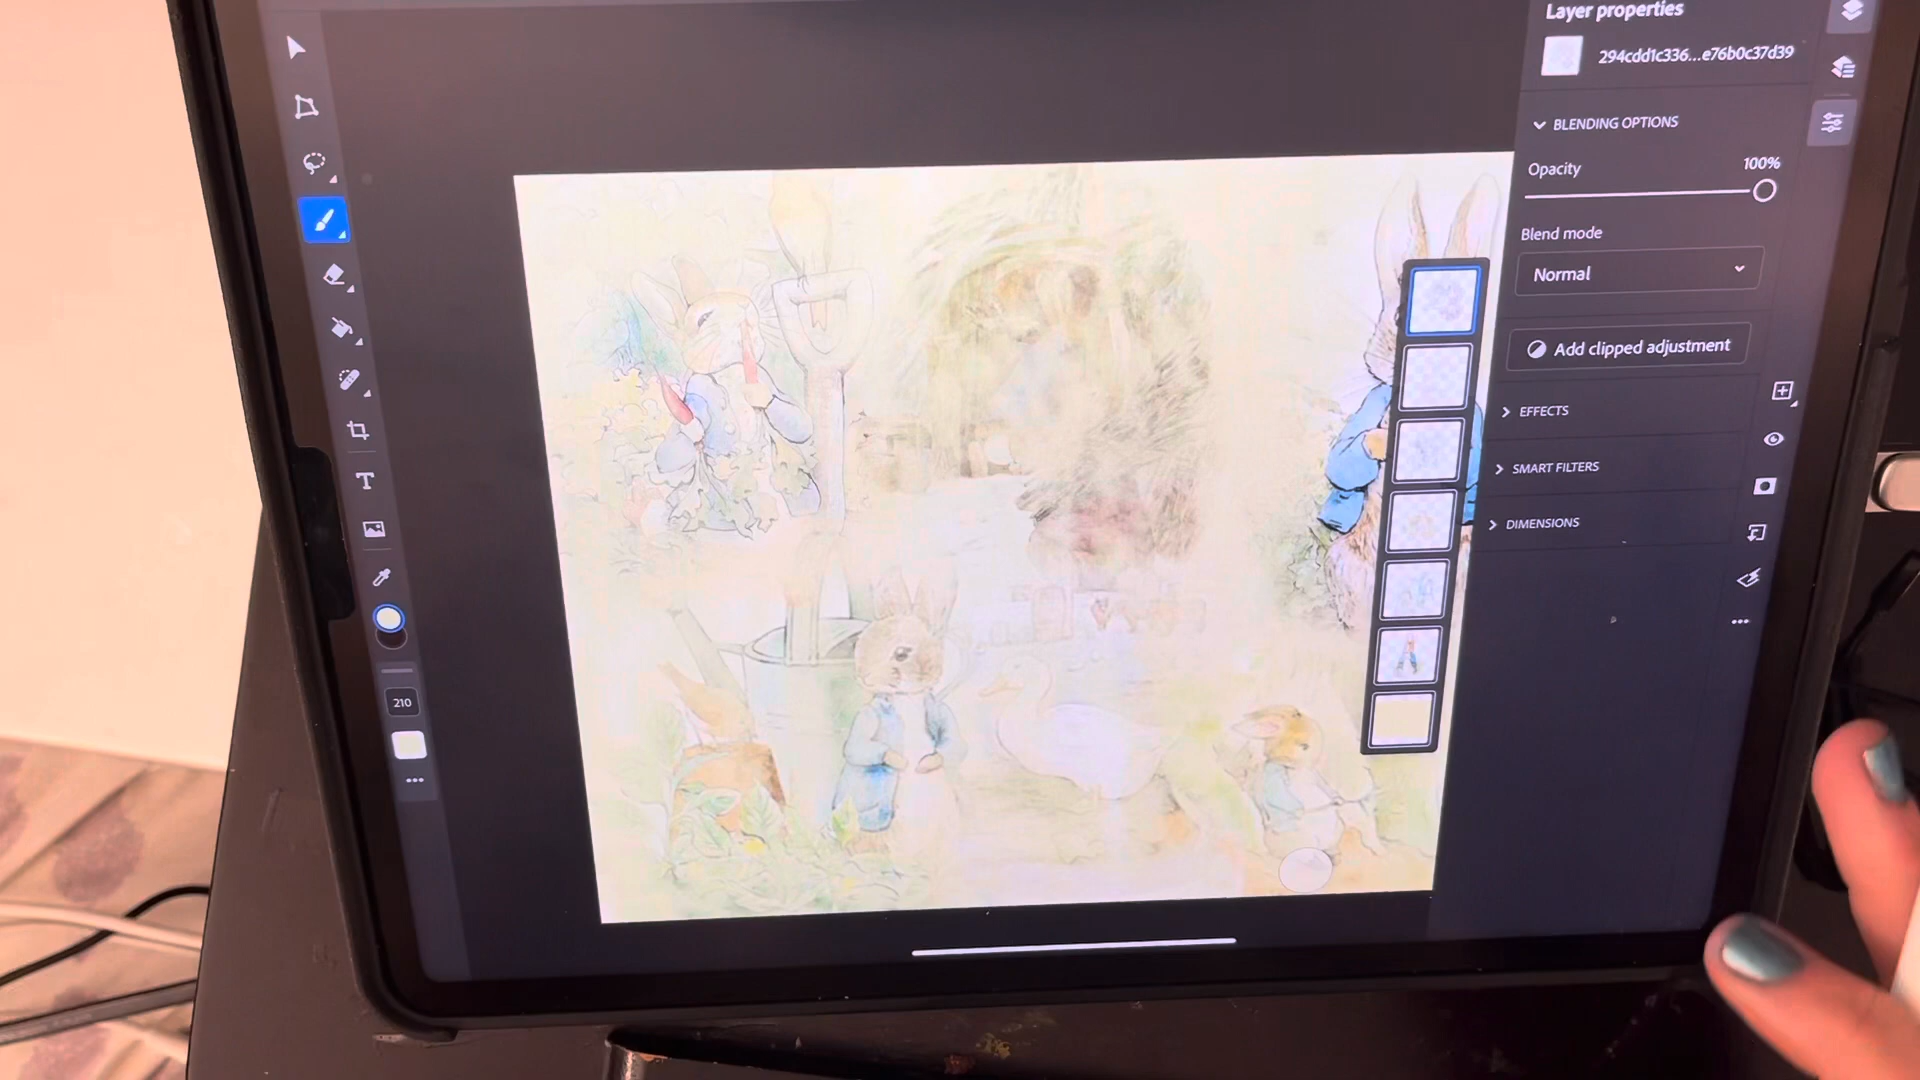 Layer properties
294cdd1c336...e76b0c37d39
BLENDING OPTIONS
Opacity 100%
Blend mode
Normal
Add clipped adjustment
EFFECTS
SMART FILTERS
DIMENSIONS
T
210